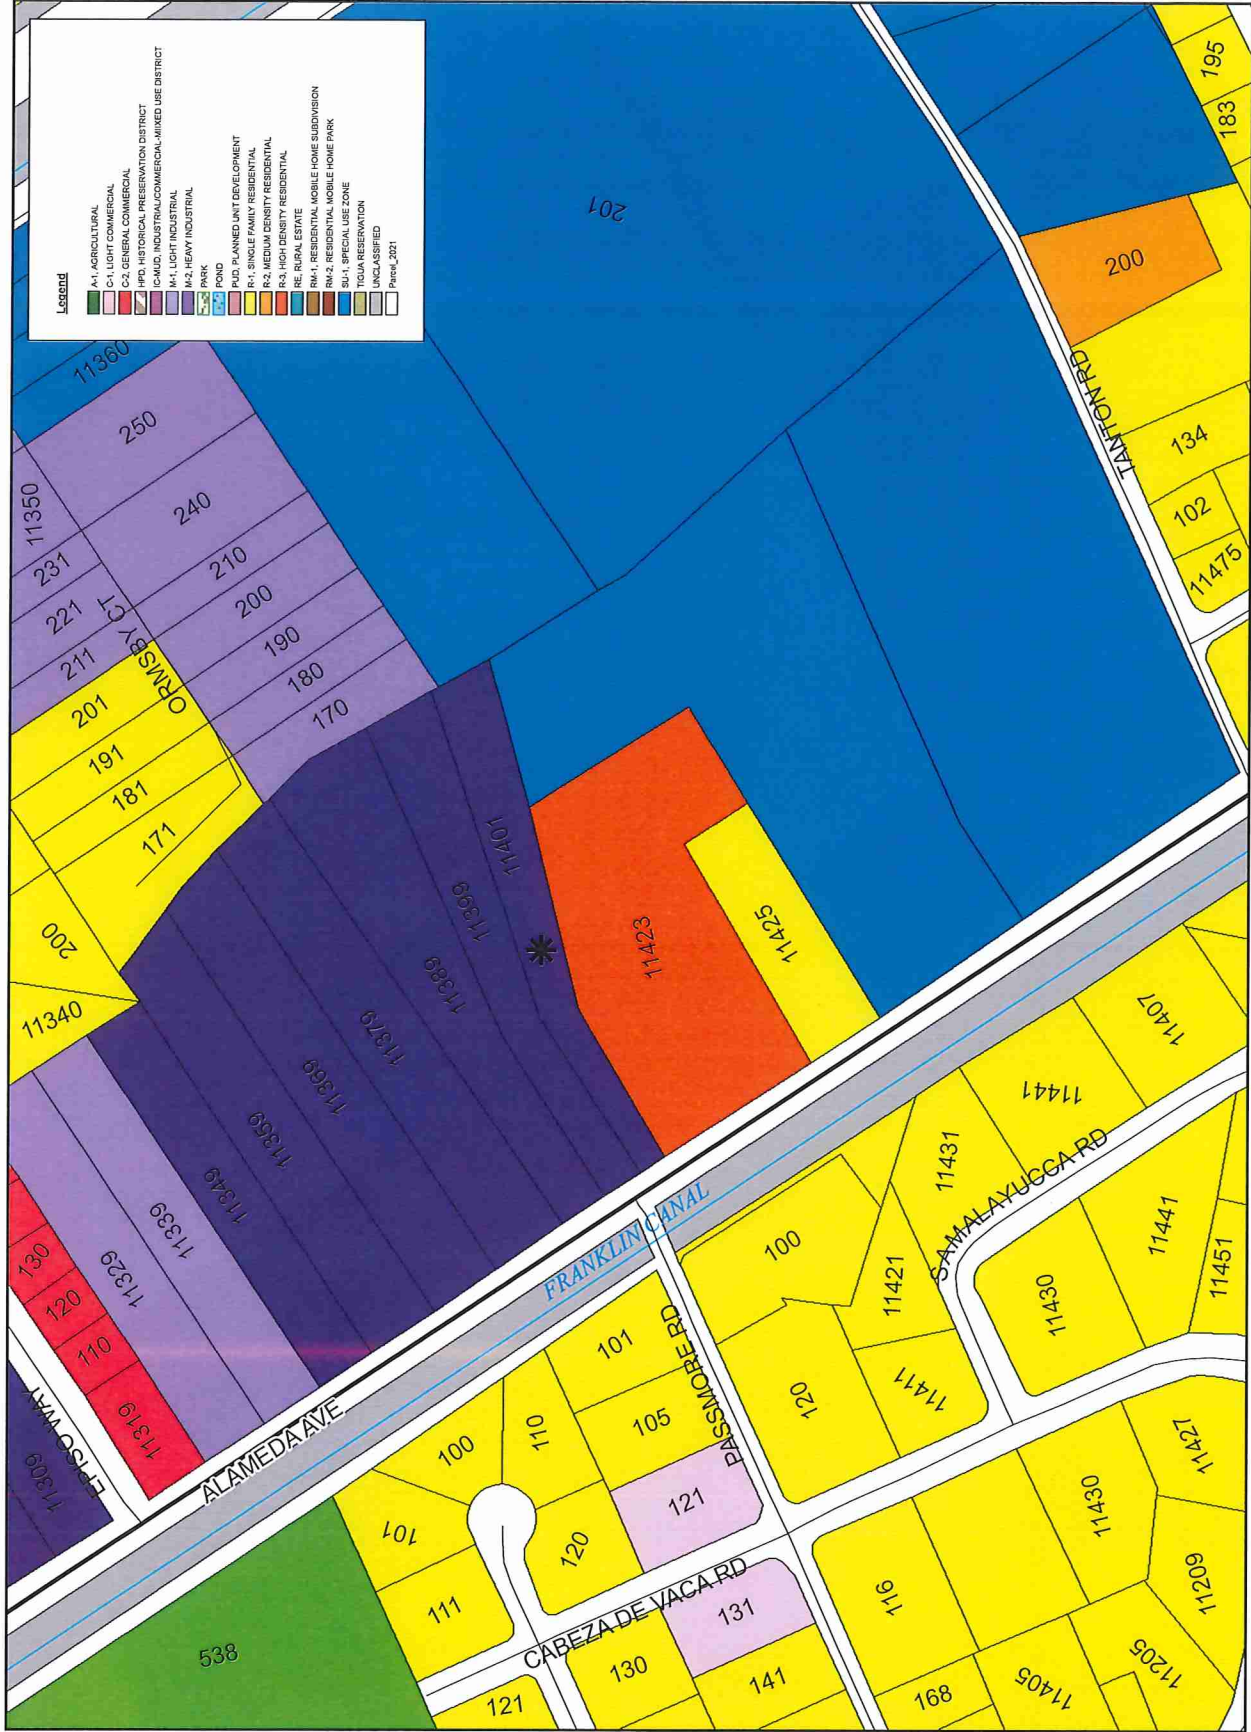 Legend
A-1, AGRICULTURAL
C-1, LIGHT COMMERCIAL
C-2, GENERAL COMMERCIAL
HPD, HISTORICAL PRESERVATION DISTRICT
IC-MUD, INDUSTRIAL/COMMERCIAL-MIIXED USE DISTRICT
M-1, LIGHT INDUSTRIAL
M-2, HEAVY INDUSTRIAL
PARK
POND
PUD, PLANNED UNIT DEVELOPMENT
R-1, SINGLE FAMILY RESIDENTIAL
R-2, MEDIUM DENSITY RESIDENTIAL
R-3, HIGH DENSITY RESIDENTIAL
RE, RURAL ESTATE
RM-1, RESIDENTIAL MOBILE HOME SUBDIVISION
RM-2, RESIDENTIAL MOBILE HOME PARK
SU-1, SPECIAL USE ZONE
TIGUA RESERVATION
UNCLASSIFIED
Parcel_2021
11360
250
11350
240
231
210
221
200
211
190
201
180
191
170
181
171
200
11340
ORMSBY CT
201
195
183
200
TANTON RD
134
102
11475
11401
11399
11389
11379
11369
11359
11349
11339
11329
130
120
110
11319
EPISO WAY
11309
ALAMEDA AVE
FRANKLIN CANAL
11423
11425
11407
11441
11431
SAMALAYUCCA RD
11441
11451
11430
11421
11411
100
120
PASSMORE RD
101
105
110
121
100
120
101
111
CABEZA DE VACA RD
131
130
141
121
538
116
168
11430
11427
11209
11205
11405